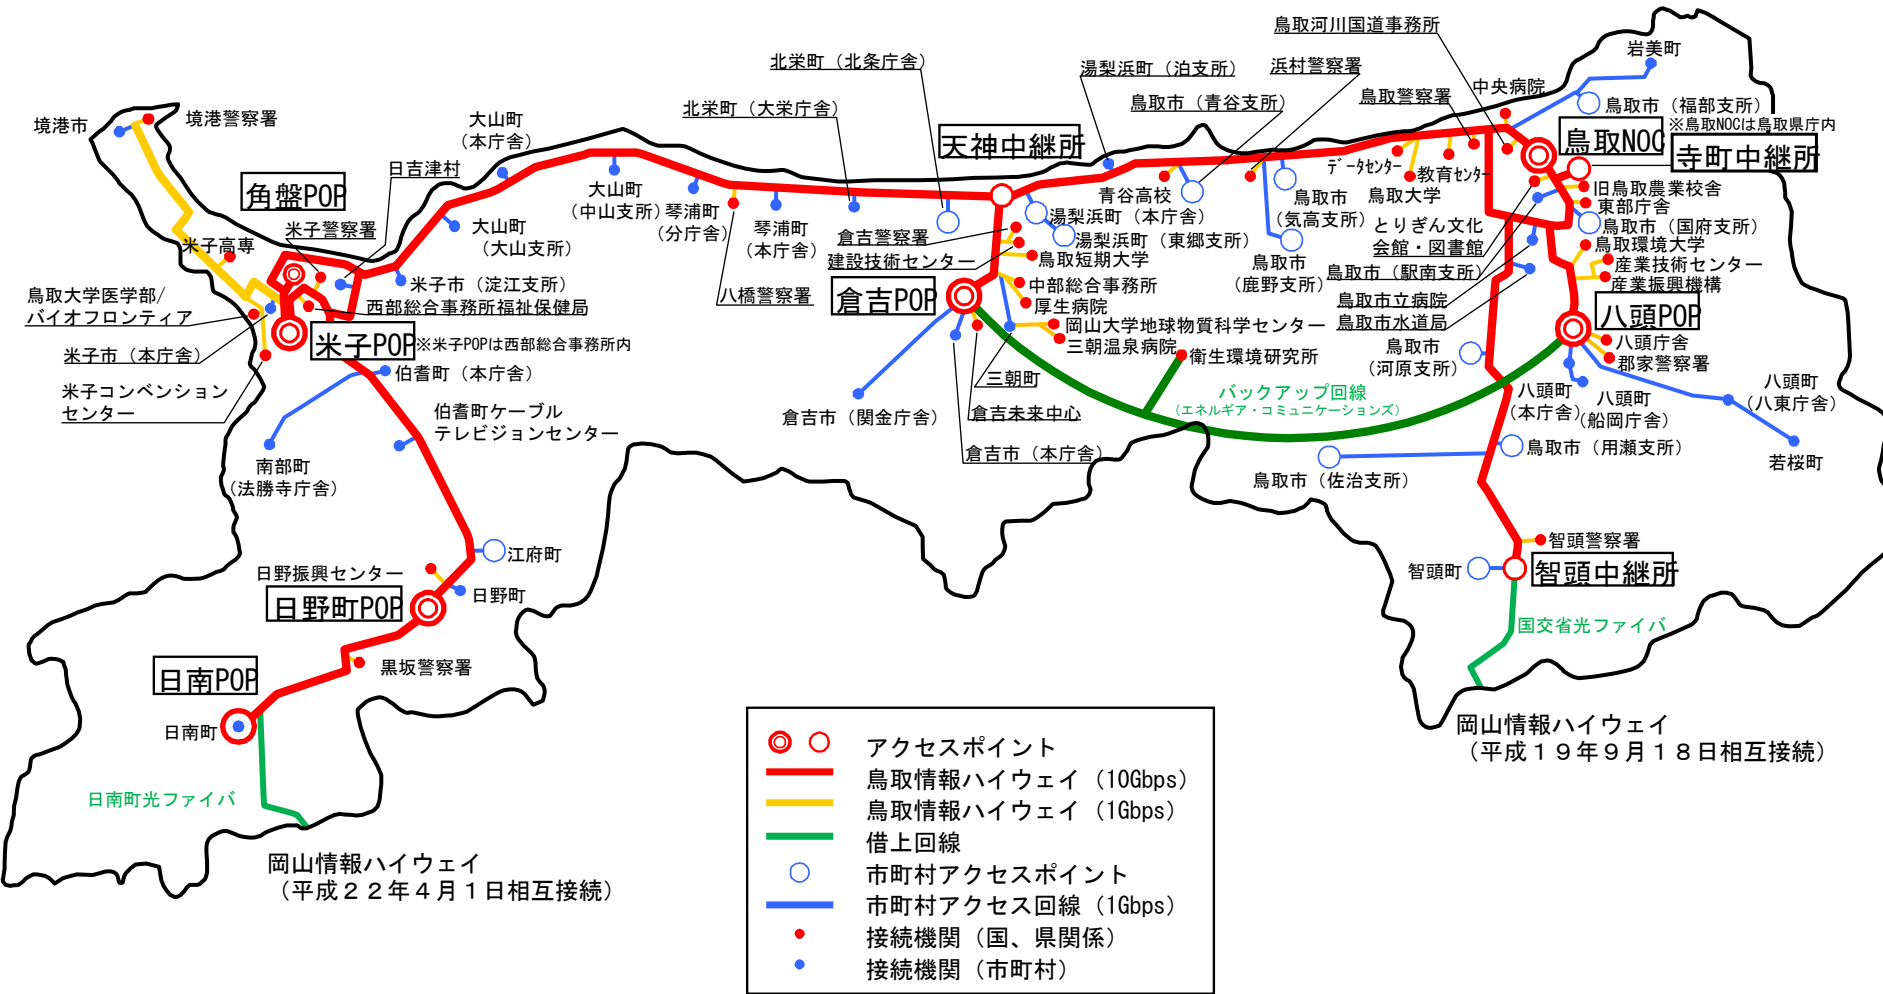 鳥取河川国道事務所
岩美町
北栄町（北条庁舎）
湯梨浜町（泊支所）
浜村警察署
中央病院
境港市
境港警察署
大山町
（本庁舎）
北栄町（大栄庁舎）
鳥取市（青谷支所）
鳥取警察署
鳥取市（福部支所）
※鳥取NOCは鳥取県庁内
鳥取NOC
天神中継所
寺町中継所
日吉津村
角盤POP
大山町
（中山支所）
琴浦町
（分庁舎）
青谷高校
ﾃﾞｰﾀｾﾝﾀｰ
鳥取大学
教育ｾﾝﾀｰ
旧鳥取農業校舎
東部庁舎
鳥取市
（気高支所）
とりぎん文化
会館・図書館
鳥取市（国府支所）
大山町
（大山支所）
米子警察署
米子高専
琴浦町
（本庁舎）
倉吉警察署
建設技術センター
湯梨浜町（本庁舎）
湯梨浜町（東郷支所）
鳥取短期大学
鳥取環境大学
産業技術センター
産業振興機構
鳥取市
（鹿野支所）
鳥取市（駅南支所）
米子市（淀江支所）
西部総合事務所福祉保健局
八橋警察署
倉吉POP
中部総合事務所
厚生病院
鳥取市立病院
鳥取市水道局
八頭POP
鳥取大学医学部/
バイオフロンティア
岡山大学地球物質科学センター
三朝温泉病院
米子POP
※米子POPは西部総合事務所内
米子市（本庁舎）
衛生環境研究所
鳥取市
（河原支所）
八頭庁舎
郡家警察署
伯耆町（本庁舎）
三朝町
バックアップ回線
（エネルギア・コミュニケーションズ）
八頭町
（本庁舎）
八頭町
（船岡庁舎）
八頭町
（八東庁舎）
米子コンベンション
センター
伯耆町ケーブル
テレビジョンセンター
倉吉市（関金庁舎）
倉吉未来中心
倉吉市（本庁舎）
鳥取市（用瀬支所）
若桜町
南部町
（法勝寺庁舎）
鳥取市（佐治支所）
江府町
智頭警察署
日野振興センター
日野町
智頭町
智頭中継所
日野町POP
国交省光ファイバ
日南POP
黒坂警察署
日南町
岡山情報ハイウェイ
（平成１９年９月１８日相互接続）
日南町光ファイバ
岡山情報ハイウェイ
（平成２２年４月１日相互接続）
アクセスポイント
鳥取情報ハイウェイ（10Gbps）
鳥取情報ハイウェイ（1Gbps）
借上回線
市町村アクセスポイント
市町村アクセス回線（1Gbps）
接続機関（国、県関係）
接続機関（市町村）